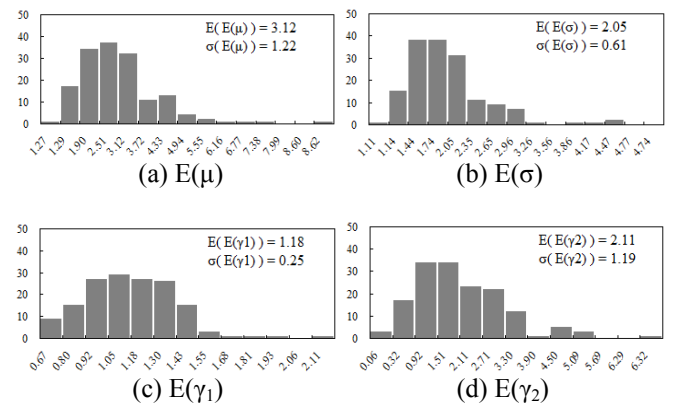 50
40
30
20
10
0
E( E(μ) ) = 3.12
σ( E(μ) ) = 1.22
1.27 1.29 1.90 2.51 3.12 3.72 4.33 4.94 5.55 6.16 6.77 7.38 7.99 8.60 8.62
(a) E(μ)
50
40
30
20
10
0
E( E(σ) ) = 2.05
σ( E(σ) ) = 0.61
1.11 1.14 1.44 1.74 2.05 2.35 2.65 2.96 3.26 3.56 3.86 4.17 4.47 4.77 4.74
(b) E(σ)
50
40
30
20
10
0
E( E(γ1) ) = 1.18
σ( E(γ1) ) = 0.25
0.67 0.80 0.92 1.05 1.18 1.30 1.43 1.55 1.68 1.81 1.93 2.06 2.11
(c) E(γ1)
50
40
30
20
10
0
E( E(γ2) ) = 2.11
σ( E(γ2) ) = 1.19
0.06 0.32 0.92 1.51 2.11 2.71 3.30 3.90 4.50 5.09 5.69 6.29 6.32
(d) E(γ2)